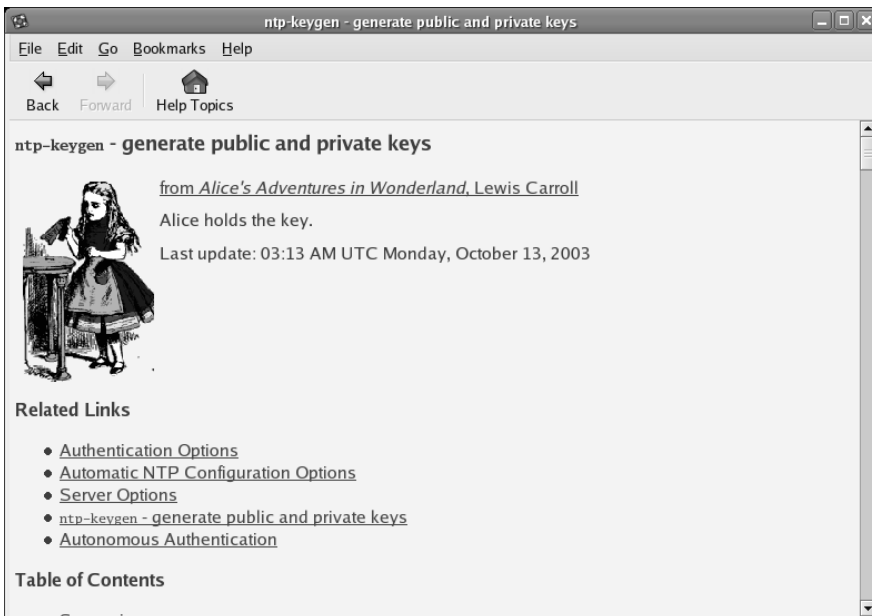 ntp-keygen - generate public and private keys
File Edit Go Bookmarks Help
Back Forward Help Topics
ntp-keygen - generate public and private keys
from Alice's Adventures in Wonderland, Lewis Carroll
Alice holds the key.
Last update: 03:13 AM UTC Monday, October 13, 2003
Related Links
Authentication Options
Automatic NTP Configuration Options
Server Options
ntp-keygen - generate public and private keys
Autonomous Authentication
Table of Contents